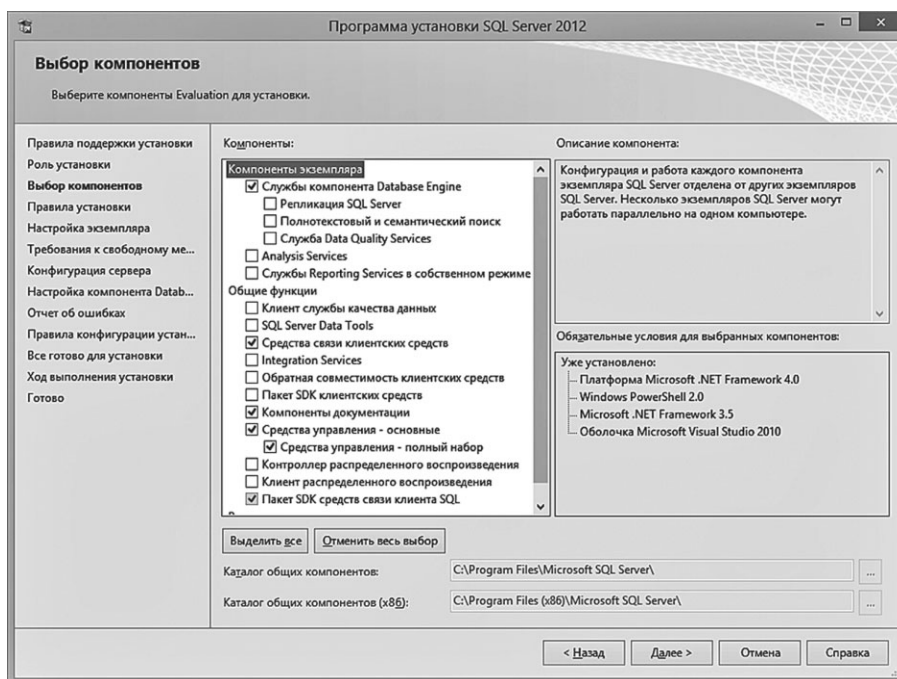 Программа установки SQL Server 2012
Выбор компонентов
Выберите компоненты Evaluation для установки.
Правила поддержки установки
Роль установки
Выбор компонентов
Правила установки
Настройка экземпляра
Требования к свободному ме...
Конфигурация сервера
Настройка компонента Datab...
Отчет об ошибках
Правила конфигурации устан...
Все готово для установки
Ход выполнения установки
Готово
Компоненты:
Компоненты экземпляра
Службы компонента Database Engine
Репликация SQL Server
Полнотекстовый и семантический поиск
Служба Data Quality Services
Analysis Services
Службы Reporting Services в собственном режиме
Общие функции
Клиент службы качества данных
SQL Server Data Tools
Средства связи клиентских средств
Integration Services
Обратная совместимость клиентских средств
Пакет SDK клиентских средств
Компоненты документации
Средства управления - основные
Средства управления - полный набор
Контроллер распределенного воспроизведения
Клиент распределенного воспроизведения
Пакет SDK средств связи клиента SQL
Описание компонента:
Конфигурация и работа каждого компонента
экземпляра SQL Server отделена от других экземпляров
SQL Server. Несколько экземпляров SQL Server могут
работать параллельно на одном компьютере.
Обязательные условия для выбранных компонентов:
Уже установлено:
Платформа Microsoft .NET Framework 4.0
Windows PowerShell 2.0
Microsoft .NET Framework 3.5
Оболочка Microsoft Visual Studio 2010
Выделить все
Отменить весь выбор
Каталог общих компонентов:
C:\Program Files\Microsoft SQL Server\
...
Каталог общих компонентов (x86):
C:\Program Files (x86)\Microsoft SQL Server\
...
< Назад
Далее >
Отмена
Справка